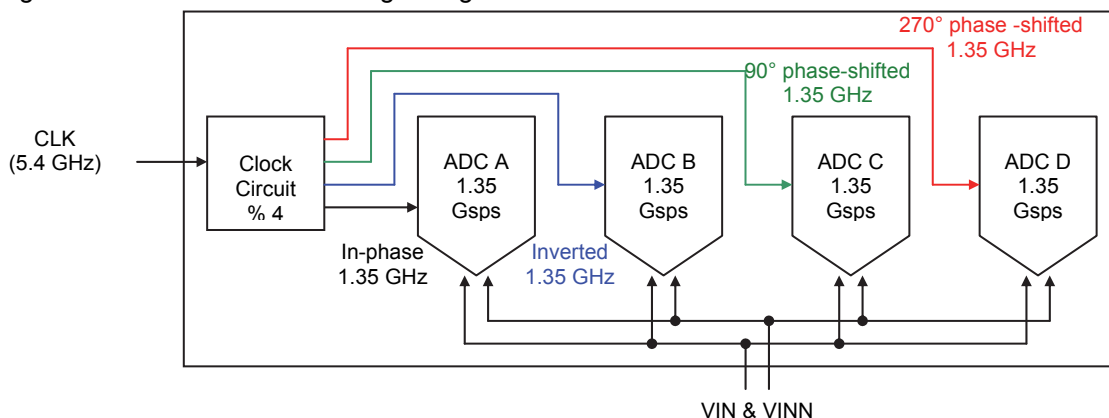 270° phase -shifted
1.35 GHz
90° phase-shifted
1.35 GHz
CLK
(5.4 GHz)
Clock
Circuit
% 4
ADC A
1.35
Gsps
ADC B
1.35
Gsps
ADC C
1.35
Gsps
ADC D
1.35
Gsps
In-phase
1.35 GHz
Inverted
1.35 GHz
VIN & VINN